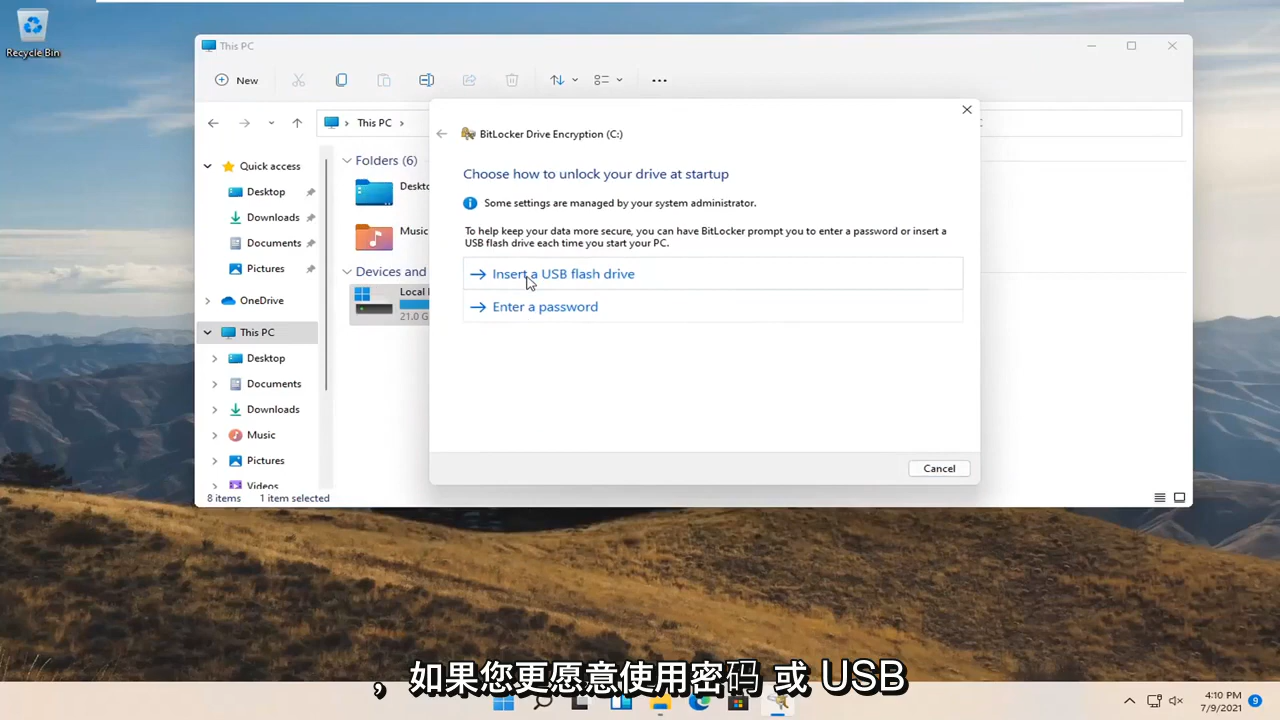 Recycle Bin
This PC
New
This PC
Quick access
Desktop
Downloads
Documents
Pictures
OneDrive
This PC
Desktop
Documents
Downloads
Music
Pictures
Videos
Folders (6)
Deskto
Music
Devices and
Local
21.0 G
8 items 1 item selected
BitLocker Drive Encryption (C:)
Choose how to unlock your drive at startup
Some settings are managed by your system administrator.
To help keep your data more secure, you can have BitLocker prompt you to enter a password or insert a
USB flash drive each time you start your PC.
Insert a USB flash drive
Enter a password
Cancel
,如果您更愿意使用密码 或 USB
4:10 PM
7/9/2021
9